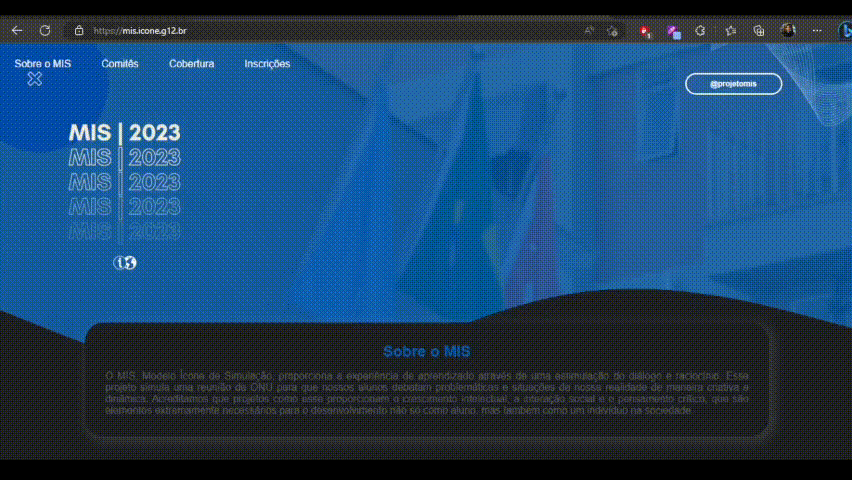 https://mis.icone.g12.br
Sobre o MIS Comitês Cobertura Inscrições
@projetomis
MIS | 2023
MIS | 2023
MIS | 2023
MIS | 2023
MIS | 2023
Sobre o MIS
O MIS, Modelo Ícone de Simulação, proporciona a experiência de aprendizado através de uma estimulação do diálogo e raciocínio. Esse
projeto simula uma reunião da ONU para que nossos alunos debatam problemáticas e situações de nossa realidade de maneira criativa e
dinâmica. Acreditamos que projetos como esse proporcionem o crescimento intelectual, a interação social e o pensamento crítico, que são
elementos extremamente necessários para o desenvolvimento não só como aluno, mas também como um indivíduo na sociedade.